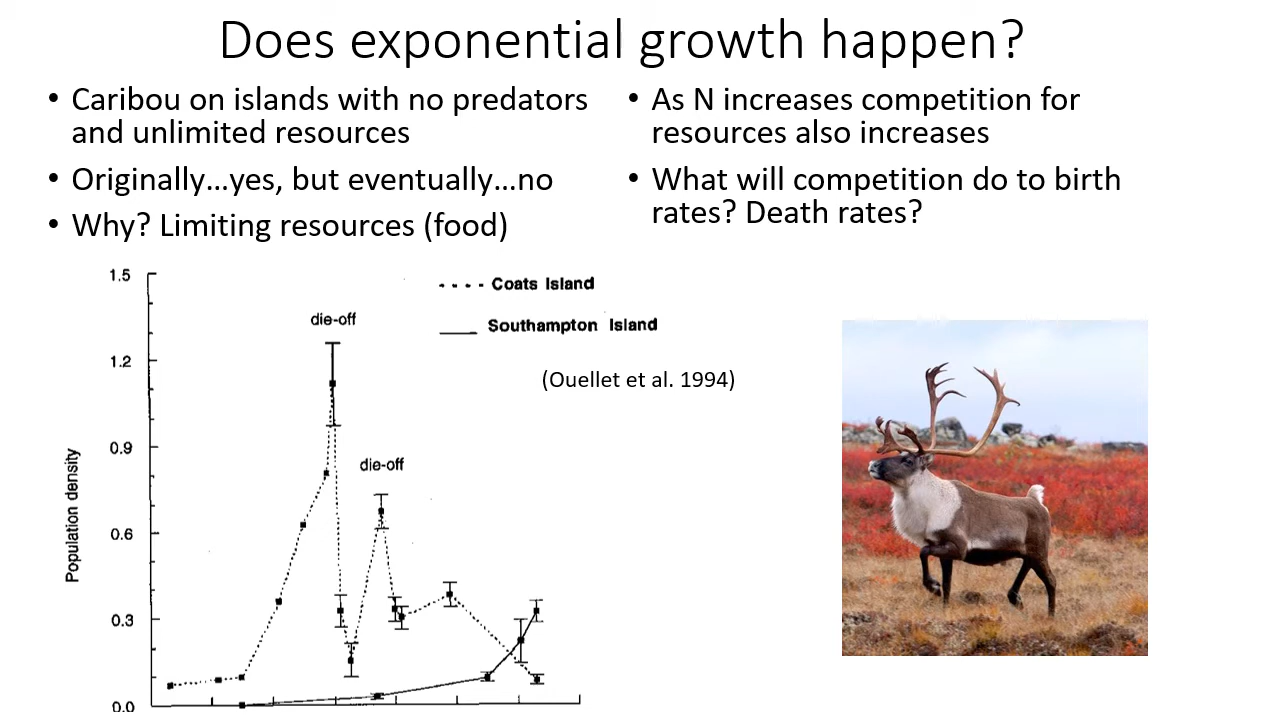 Does exponential growth happen?
• Caribou on islands with no predators
and unlimited resources
• Originally...yes, but eventually...no
• Why? Limiting resources (food)
• As N increases competition for
resources also increases
• What will competition do to birth
rates? Death rates?
1.5
1.2
0.9
0.6
0.3
0.0
Population density
die-off
die-off
Coats Island
Southampton Island
(Ouellet et al. 1994)